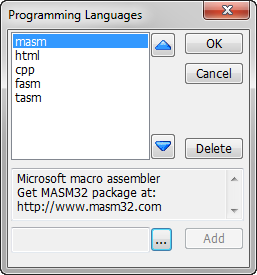 Programming Languages
masm
html
cpp
fasm
tasm
OK
Cancel
Delete
Microsoft macro assembler
Get MASM32 package at:
http://www.masm32.com
...
Add